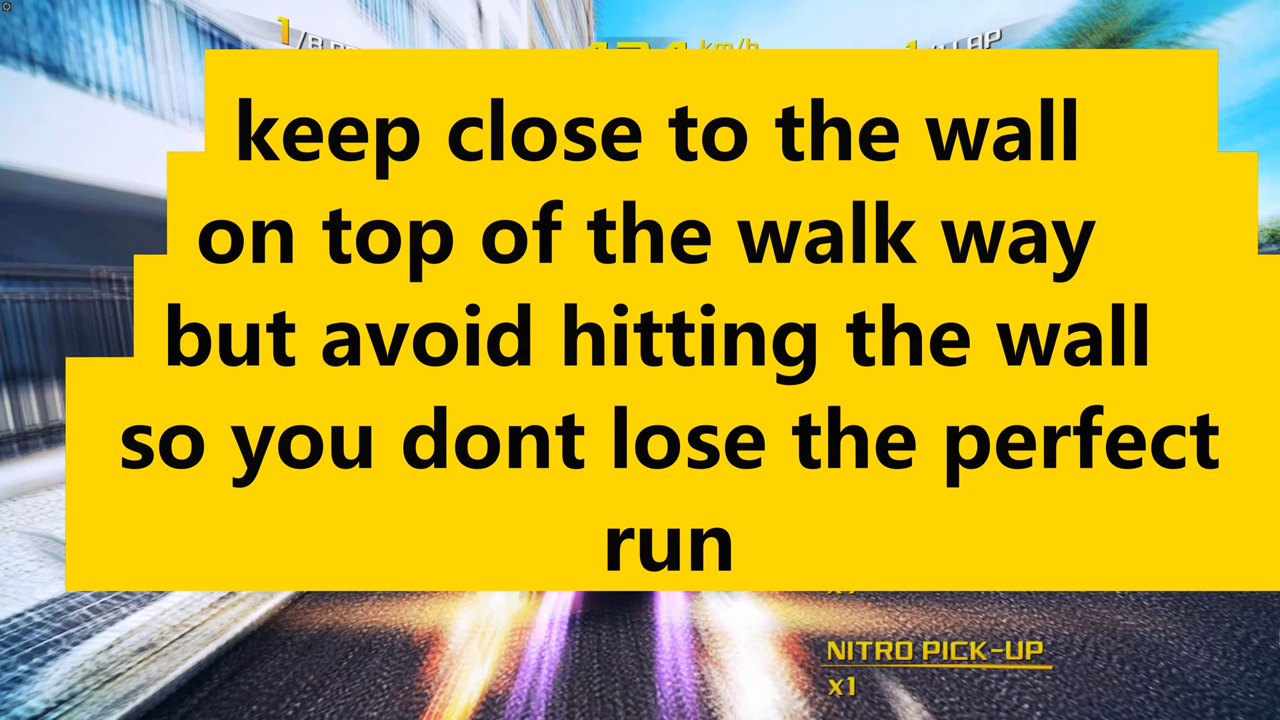 km/h
keep close to the wall
on top of the walk way
but avoid hitting the wall
so you dont lose the perfect
run
NITRO PICK-UP
x1